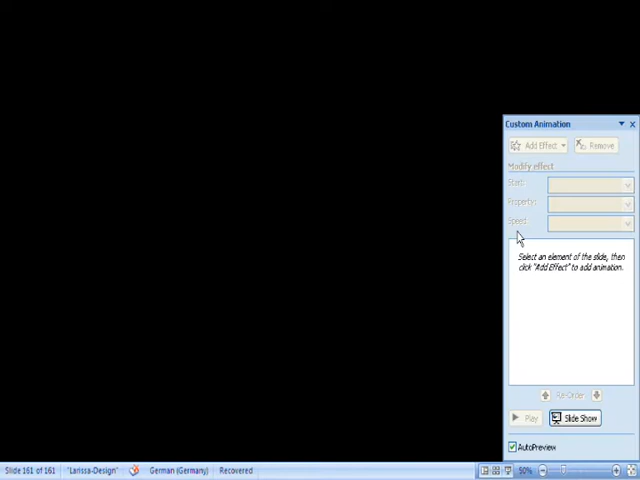 Custom Animation
Add Effect
Remove
Modify effect
Start:
Property:
Speed:
Select an element of the slide, then
click "Add Effect" to add animation.
Re-Order
Play
Slide Show
AutoPreview
Slide 161 of 161
"Larissa-Design"
German (Germany)
Recovered
90%